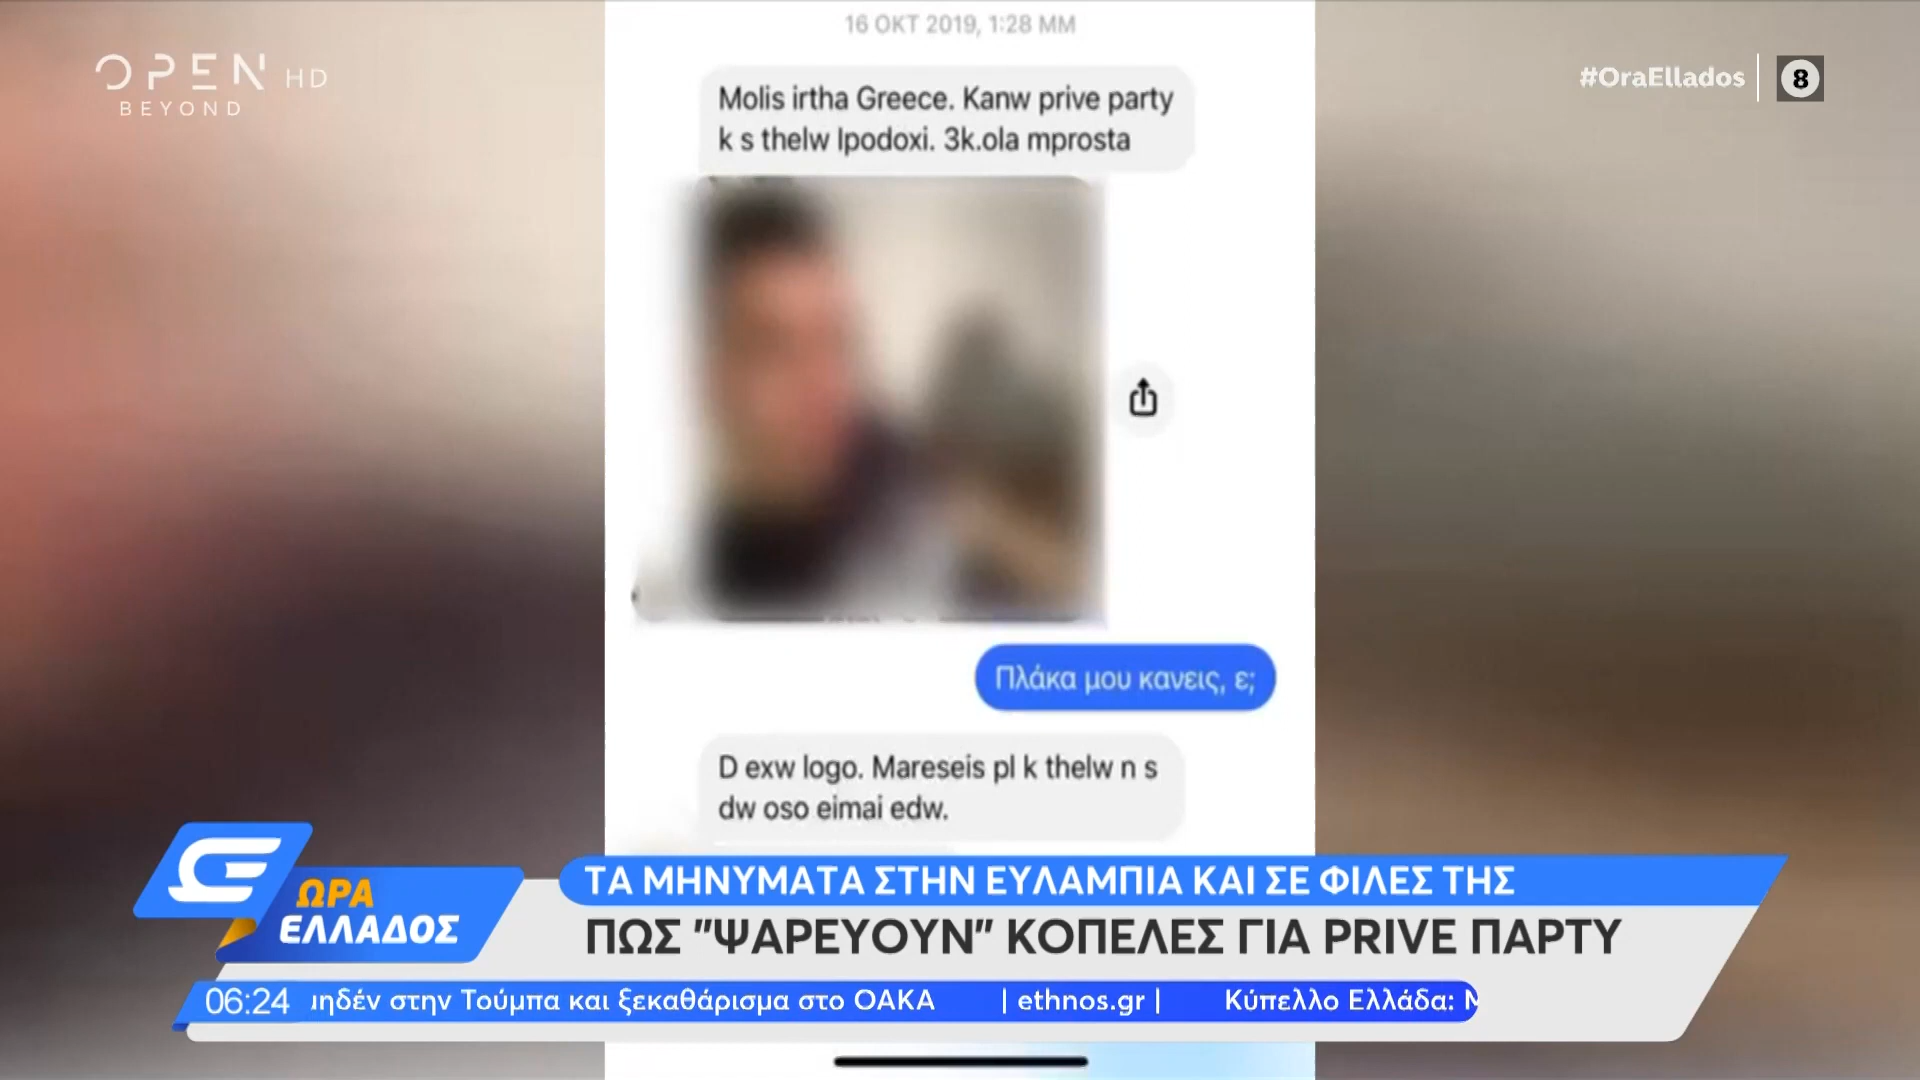 16 ΟΚΤ 2019, 1:28 ΜΜ
OPEN HD
BEYOND
#OraEllados
8
Molis irtha Greece. Kanw prive party
k s thelw Ipodoxi. 3k.ola mprosta
Πλάκα μου κανεις, ε;
D exw logo. Mareseis pl k thelw n s
dw oso eimai edw.
ΩΡΑ
ΕΛΛΑΔΟΣ
ΤΑ ΜΗΝΥΜΑΤΑ ΣΤΗΝ ΕΥΛΑΜΠΙΑ ΚΑΙ ΣΕ ΦΙΛΕΣ ΤΗΣ
ΠΩΣ "ΨΑΡΕΥΟΥΝ" ΚΟΠΕΛΕΣ ΓΙΑ PRIVE ΠΑΡΤΥ
06:24 στην Τούμπα και ξεκαθάρισμα στο ΟΑΚΑ | ethnos.gr | Κύπελλο Ελλάδα: